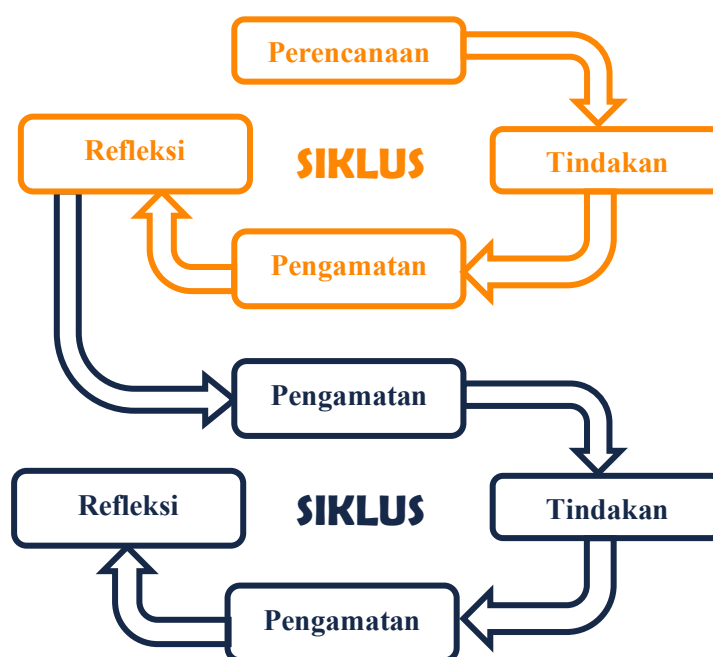 Perencanaan
Refleksi
SIKLUS
Tindakan
Pengamatan
Pengamatan
Refleksi
SIKLUS
Tindakan
Pengamatan